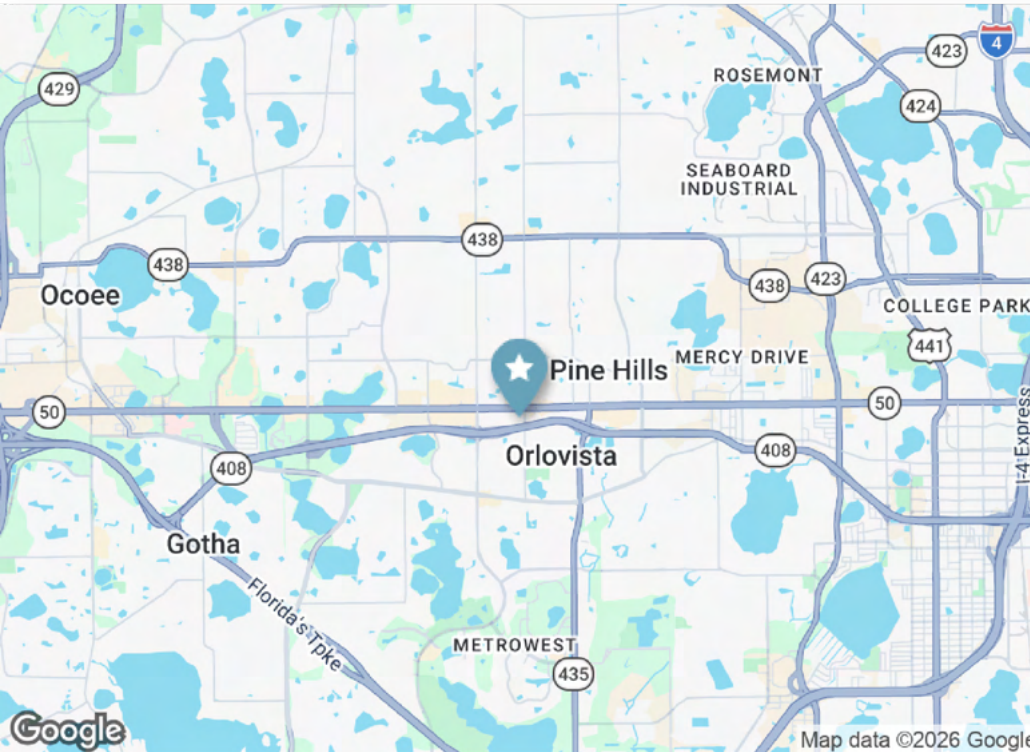 4
423
ROSEMONT
429
424
SEABOARD
INDUSTRIAL
438
438
423
438
Ocoee
COLLEGE PARK
441
MERCY DRIVE
Pine Hills
50
50
I-4 Express
408
Orlovista
408
Gotha
Florida's Tpke
METROWEST
435
Google
Map data ©2026 Google